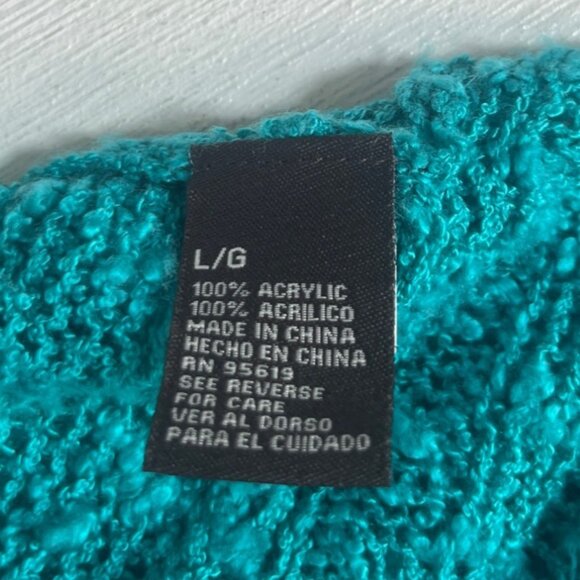 L/G
100% ACRYLIC
100% ACRILICO
MADE IN CHINA
HECHO EN CHINA
RN 95619
SEE REVERSE
FOR CARE
VER AL DORSO
PARA EL CUIDADO